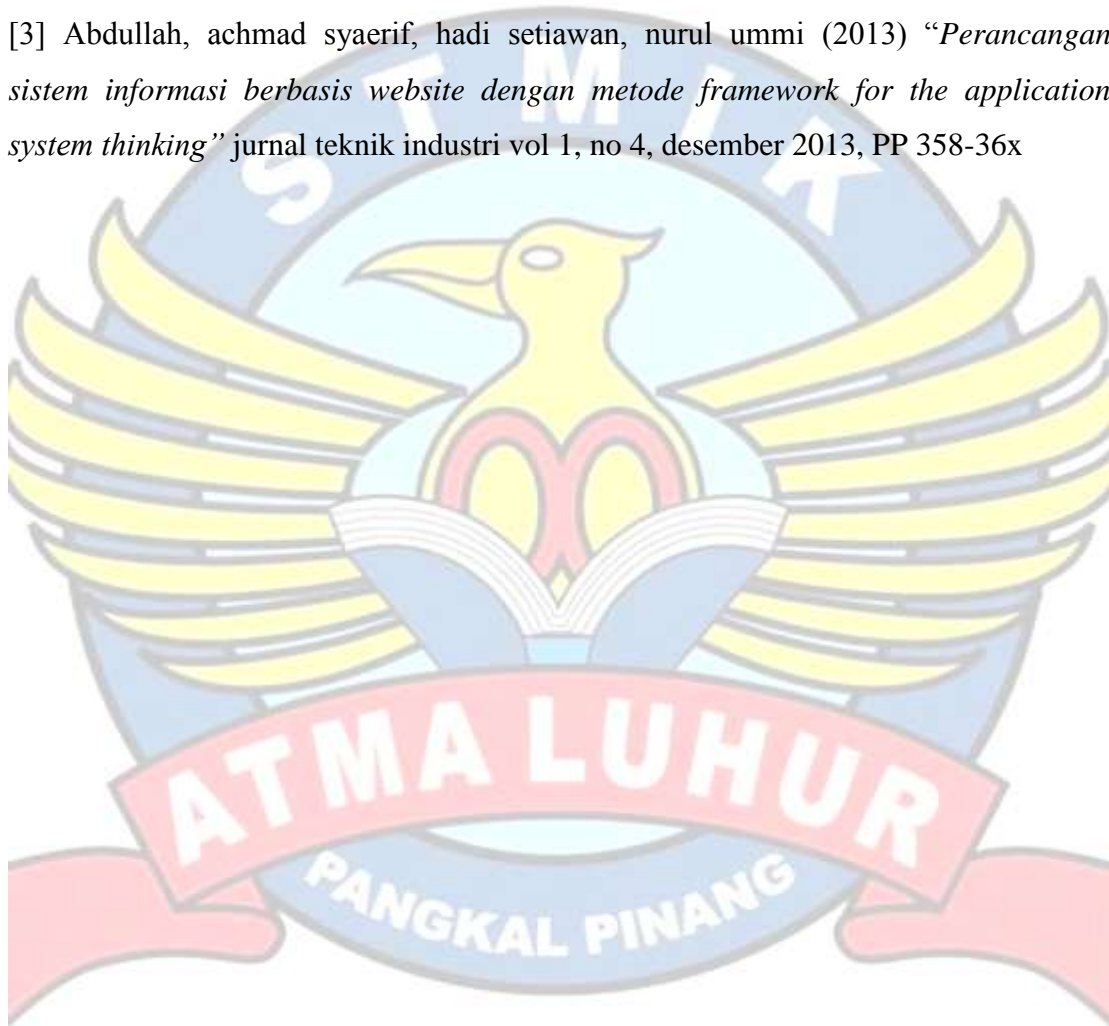 [3] Abdullah, achmad syaerif, hadi setiawan, nurul ummi (2013) “Perancangan
sistem informasi berbasis website dengan metode framework for the application
system thinking” jurnal teknik industri vol 1, no 4, desember 2013, PP 358-36x
STMIK
ATMA LUHUR
PANGKAL PINANG